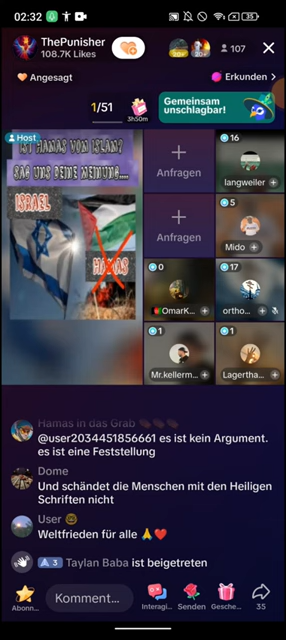 02:32
35
ThePunisher
108.7K Likes
20+
20+
107
Angesagt
Erkunden
1/51
3h50m
Gemeinsam
unschlagbar!
Host
IST HAMAS VON ISLAM?
SAG UNS DEINE MEINUNG...
ISRAEL
HAMAS
Anfragen
16
langweiler
Anfragen
5
Mido
0
OmarK...
17
ortho...
1
Mr.kellerm...
1
Lagertha...
Hamas in das Grab
@user2034451856661 es ist kein Argument.
es ist eine Feststellung
Dome
Und schändet die Menschen mit den Heiligen
Schriften nicht
User 🤓
Weltfrieden für alle 🙏❤️
3 Taylan Baba ist beigetreten
Abonn...
Komment...
Interagi...
Senden
Gesche...
35